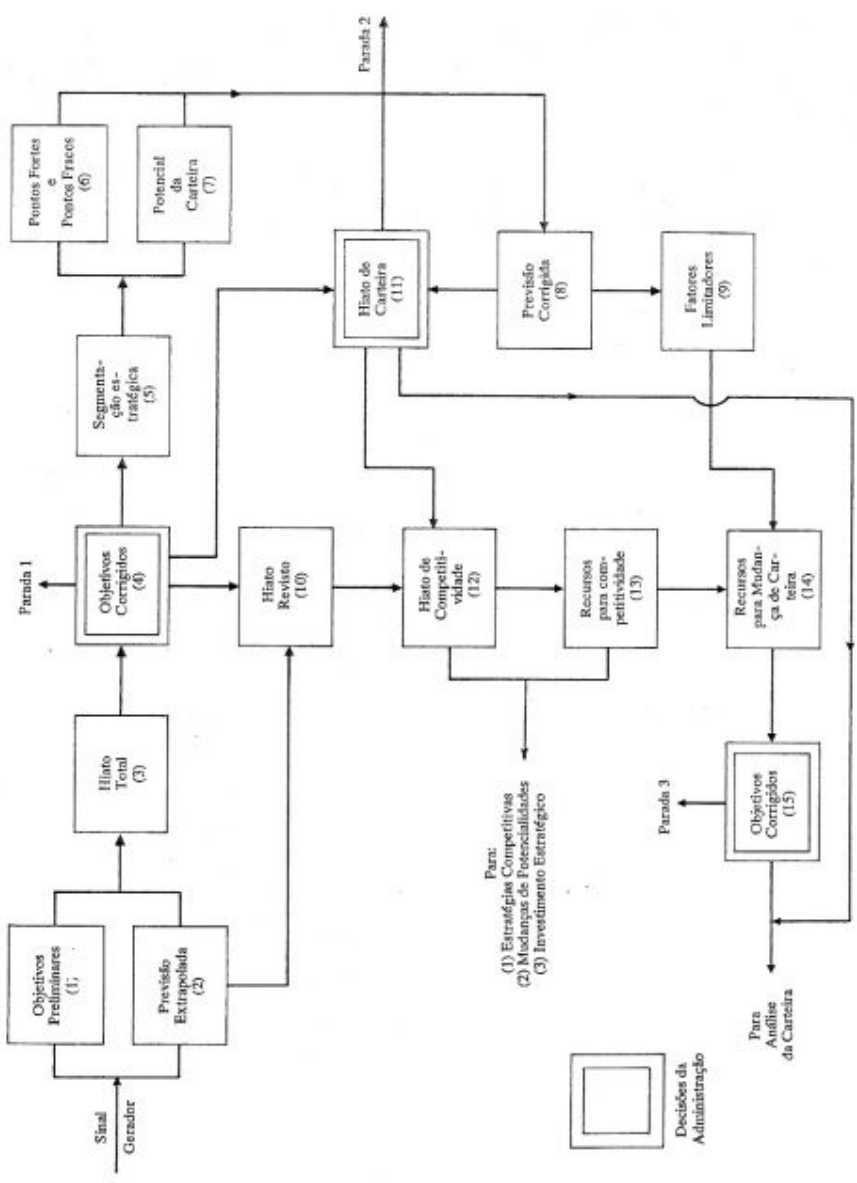 Sinal
Gerador
Objetivos
Preliminares
(1)
Previsão
Extrapolada
(2)
Hiato
Total
(3)
Parada 1
Objetivos
Corrigidos
(4)
Segmenta-
ção es-
tratégica
(5)
Pontos Fortes
e
Pontos Fracos
(6)
Potencial
da
Carteira
(7)
Hiato
Revisto
(10)
Hiato de
Carteira
(11)
Parada 2
Previsão
Corrigida
(8)
Fatores
Limitadores
(9)
Hiato de
Competiti-
vidade
(12)
Recursos
para com-
petitividade
(13)
Recursos
para Mudan-
ça de Car-
teira
(14)
Para:
(1) Estratégias Competitivas
(2) Mudanças de Potencialidades
(3) Investimento Estratégico
Parada 3
Objetivos
Corrigidos
(15)
Para
Análise
da Carteira
Decisões da
Administração